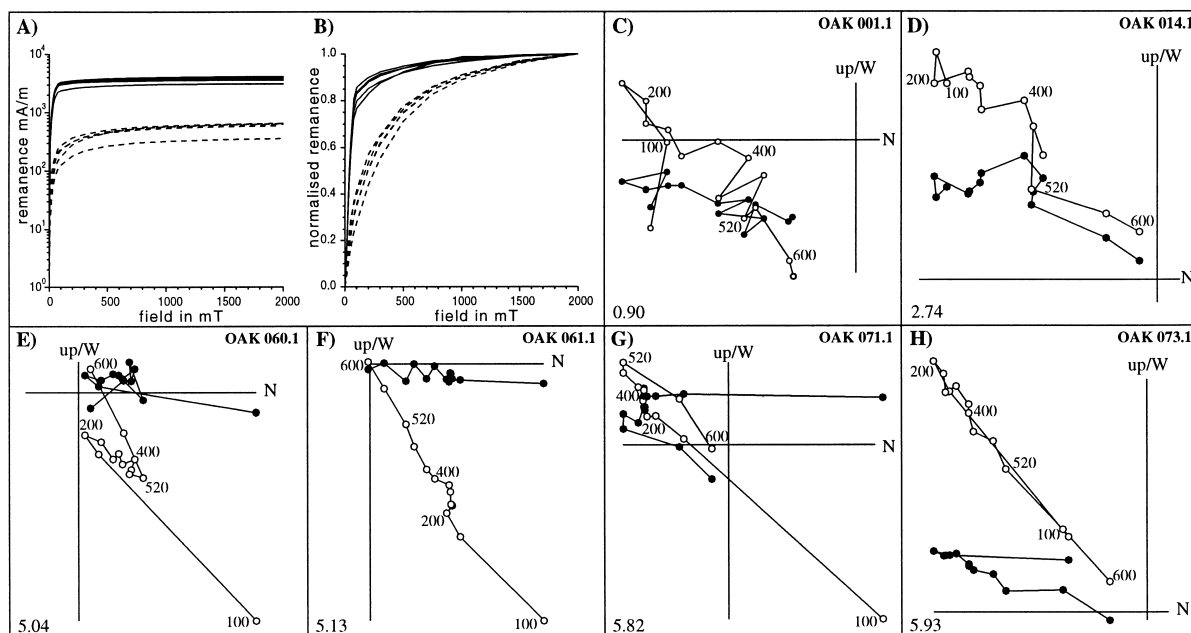 A)
remanence mA/m
10⁴
10³
10²
10¹
10⁰
0 500 1000 1500 2000
field in mT
B)
normalised remanence
1.0
0.8
0.6
0.4
0.2
0.0
0 500 1000 1500 2000
field in mT
C) OAK 001.1
up/W
N
200
100
400
520
600
0.90
D) OAK 014.1
up/W
200
100
400
520
600
N
2.74
E) OAK 060.1
up/W
600
N
200
400
520
100
5.04
F) OAK 061.1
up/W
600
N
520
400
200
100
5.13
G) OAK 071.1
520
up/W
400
200
600
N
100
5.82
H) OAK 073.1
up/W
200
400
520
100
600
N
5.93